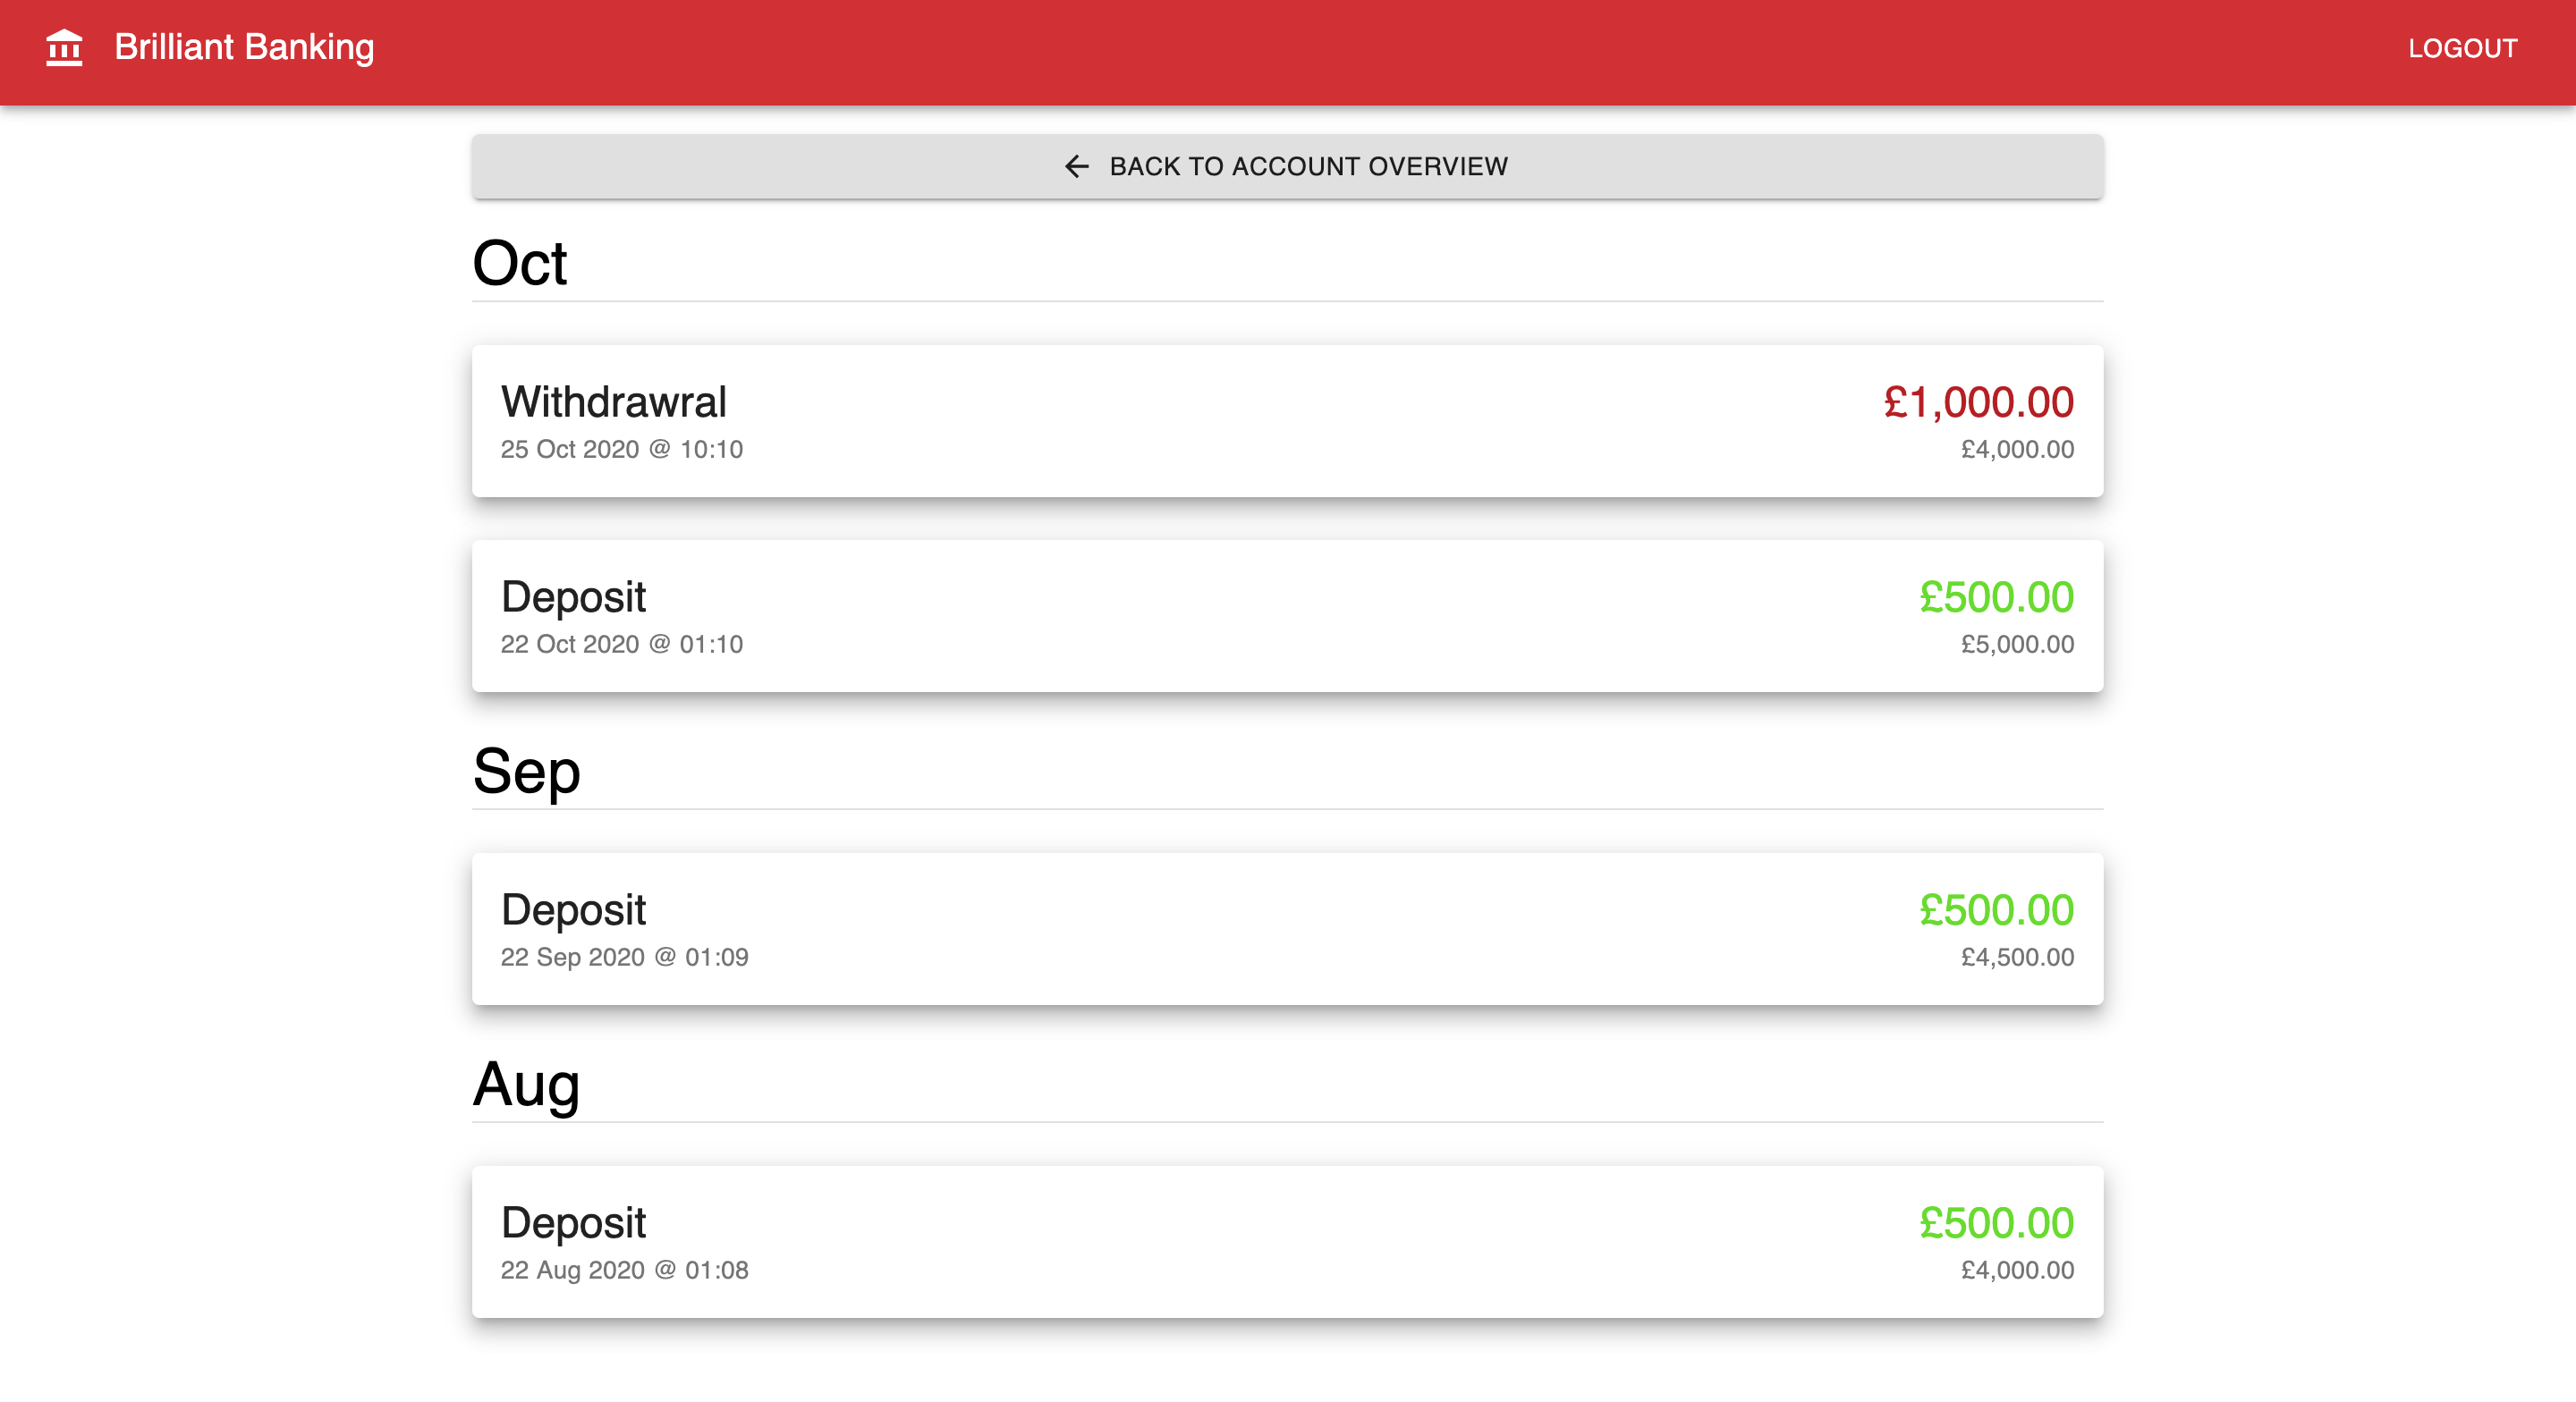 Brilliant Banking
LOGOUT
BACK TO ACCOUNT OVERVIEW
Oct
Withdrawral £1,000.00
25 Oct 2020 @ 10:10 £4,000.00
Deposit £500.00
22 Oct 2020 @ 01:10 £5,000.00
Sep
Deposit £500.00
22 Sep 2020 @ 01:09 £4,500.00
Aug
Deposit £500.00
22 Aug 2020 @ 01:08 £4,000.00